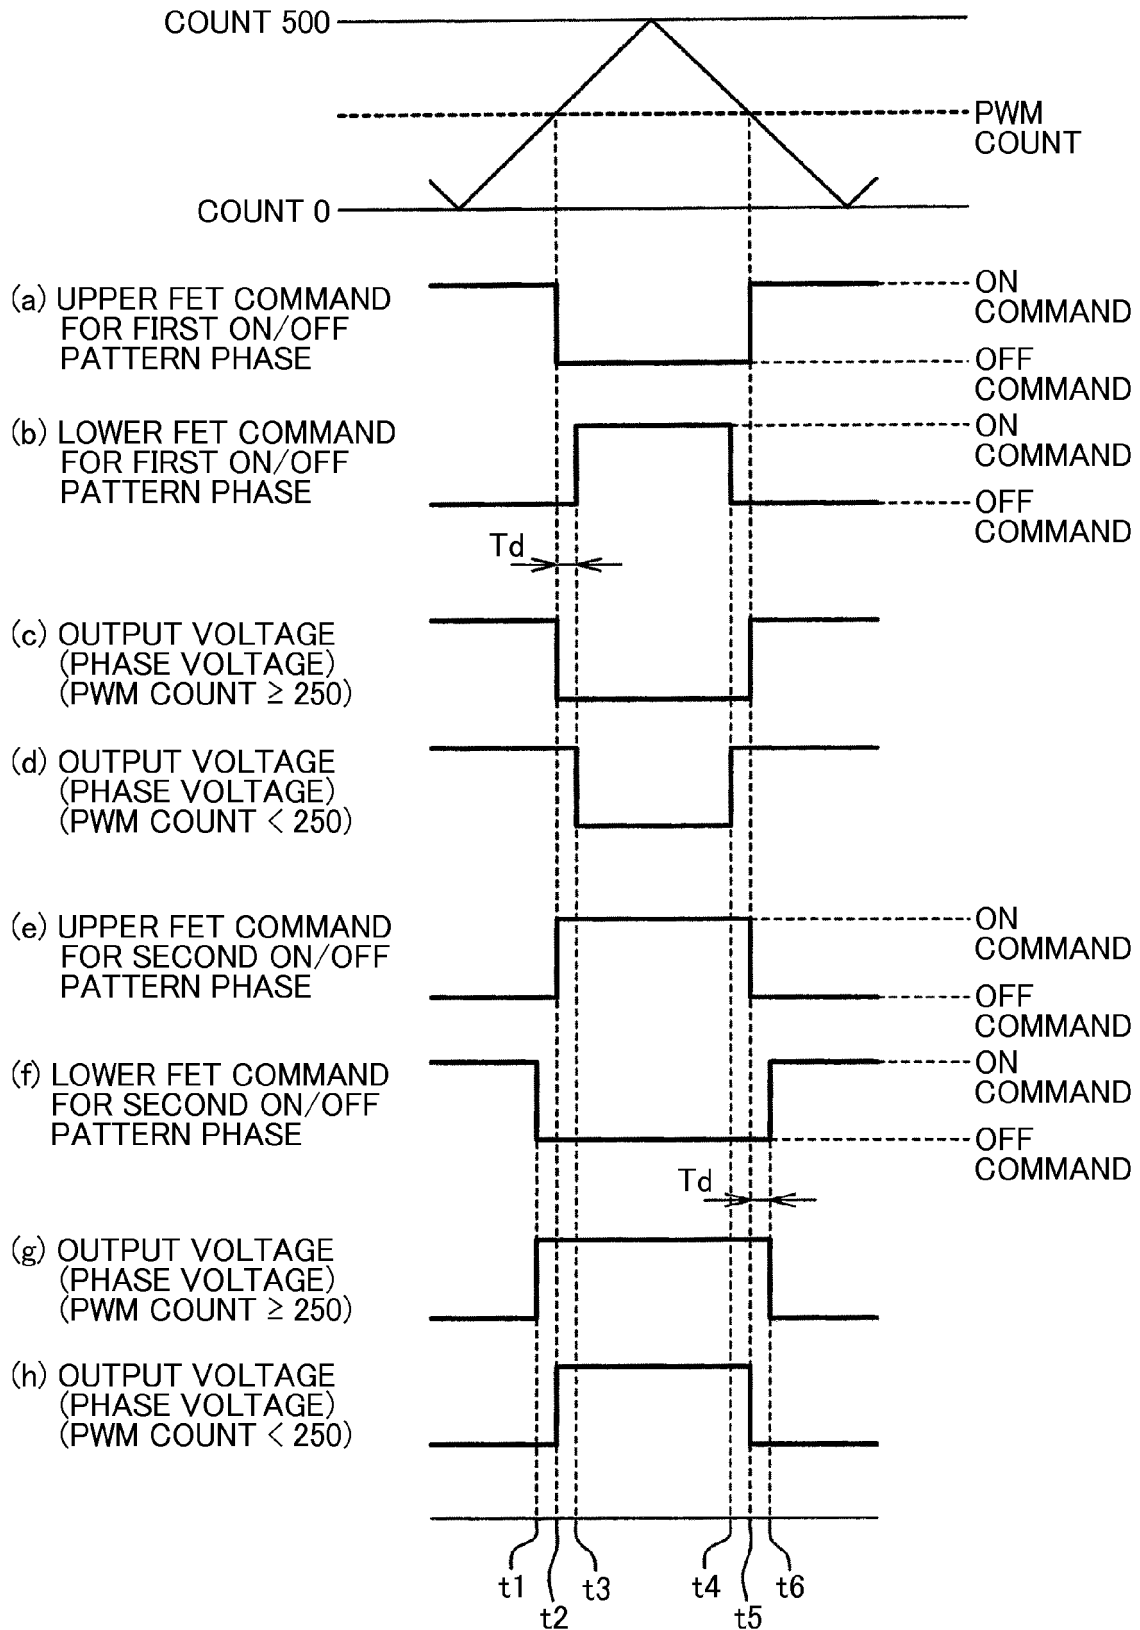 COUNT 500
PWM
COUNT
COUNT 0
(a) UPPER FET COMMAND
FOR FIRST ON/OFF
PATTERN PHASE
ON
COMMAND
OFF
COMMAND
(b) LOWER FET COMMAND
FOR FIRST ON/OFF
PATTERN PHASE
ON
COMMAND
OFF
COMMAND
Td
(c) OUTPUT VOLTAGE
(PHASE VOLTAGE)
(PWM COUNT ≥ 250)
(d) OUTPUT VOLTAGE
(PHASE VOLTAGE)
(PWM COUNT < 250)
(e) UPPER FET COMMAND
FOR SECOND ON/OFF
PATTERN PHASE
ON
COMMAND
OFF
COMMAND
(f) LOWER FET COMMAND
FOR SECOND ON/OFF
PATTERN PHASE
ON
COMMAND
OFF
COMMAND
Td
(g) OUTPUT VOLTAGE
(PHASE VOLTAGE)
(PWM COUNT ≥ 250)
(h) OUTPUT VOLTAGE
(PHASE VOLTAGE)
(PWM COUNT < 250)
t1 t3 t4 t6
t2 t5